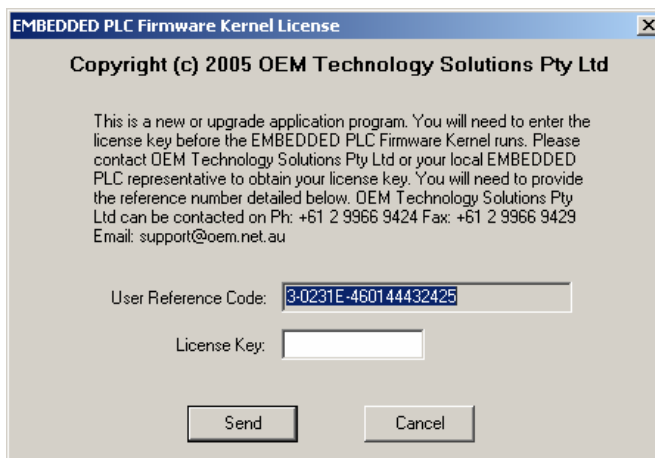 EMBEDDED PLC Firmware Kernel License
Copyright (c) 2005 OEM Technology Solutions Pty Ltd
This is a new or upgrade application program. You will need to enter the
license key before the EMBEDDED PLC Firmware Kernel runs. Please
contact OEM Technology Solutions Pty Ltd or your local EMBEDDED
PLC representative to obtain your license key. You will need to provide
the reference number detailed below. OEM Technology Solutions Pty
Ltd can be contacted on Ph: +61 2 9966 9424 Fax: +61 2 9966 9429
Email: support@oem.net.au
User Reference Code: 3-0231E-460144432425
License Key:
Send Cancel